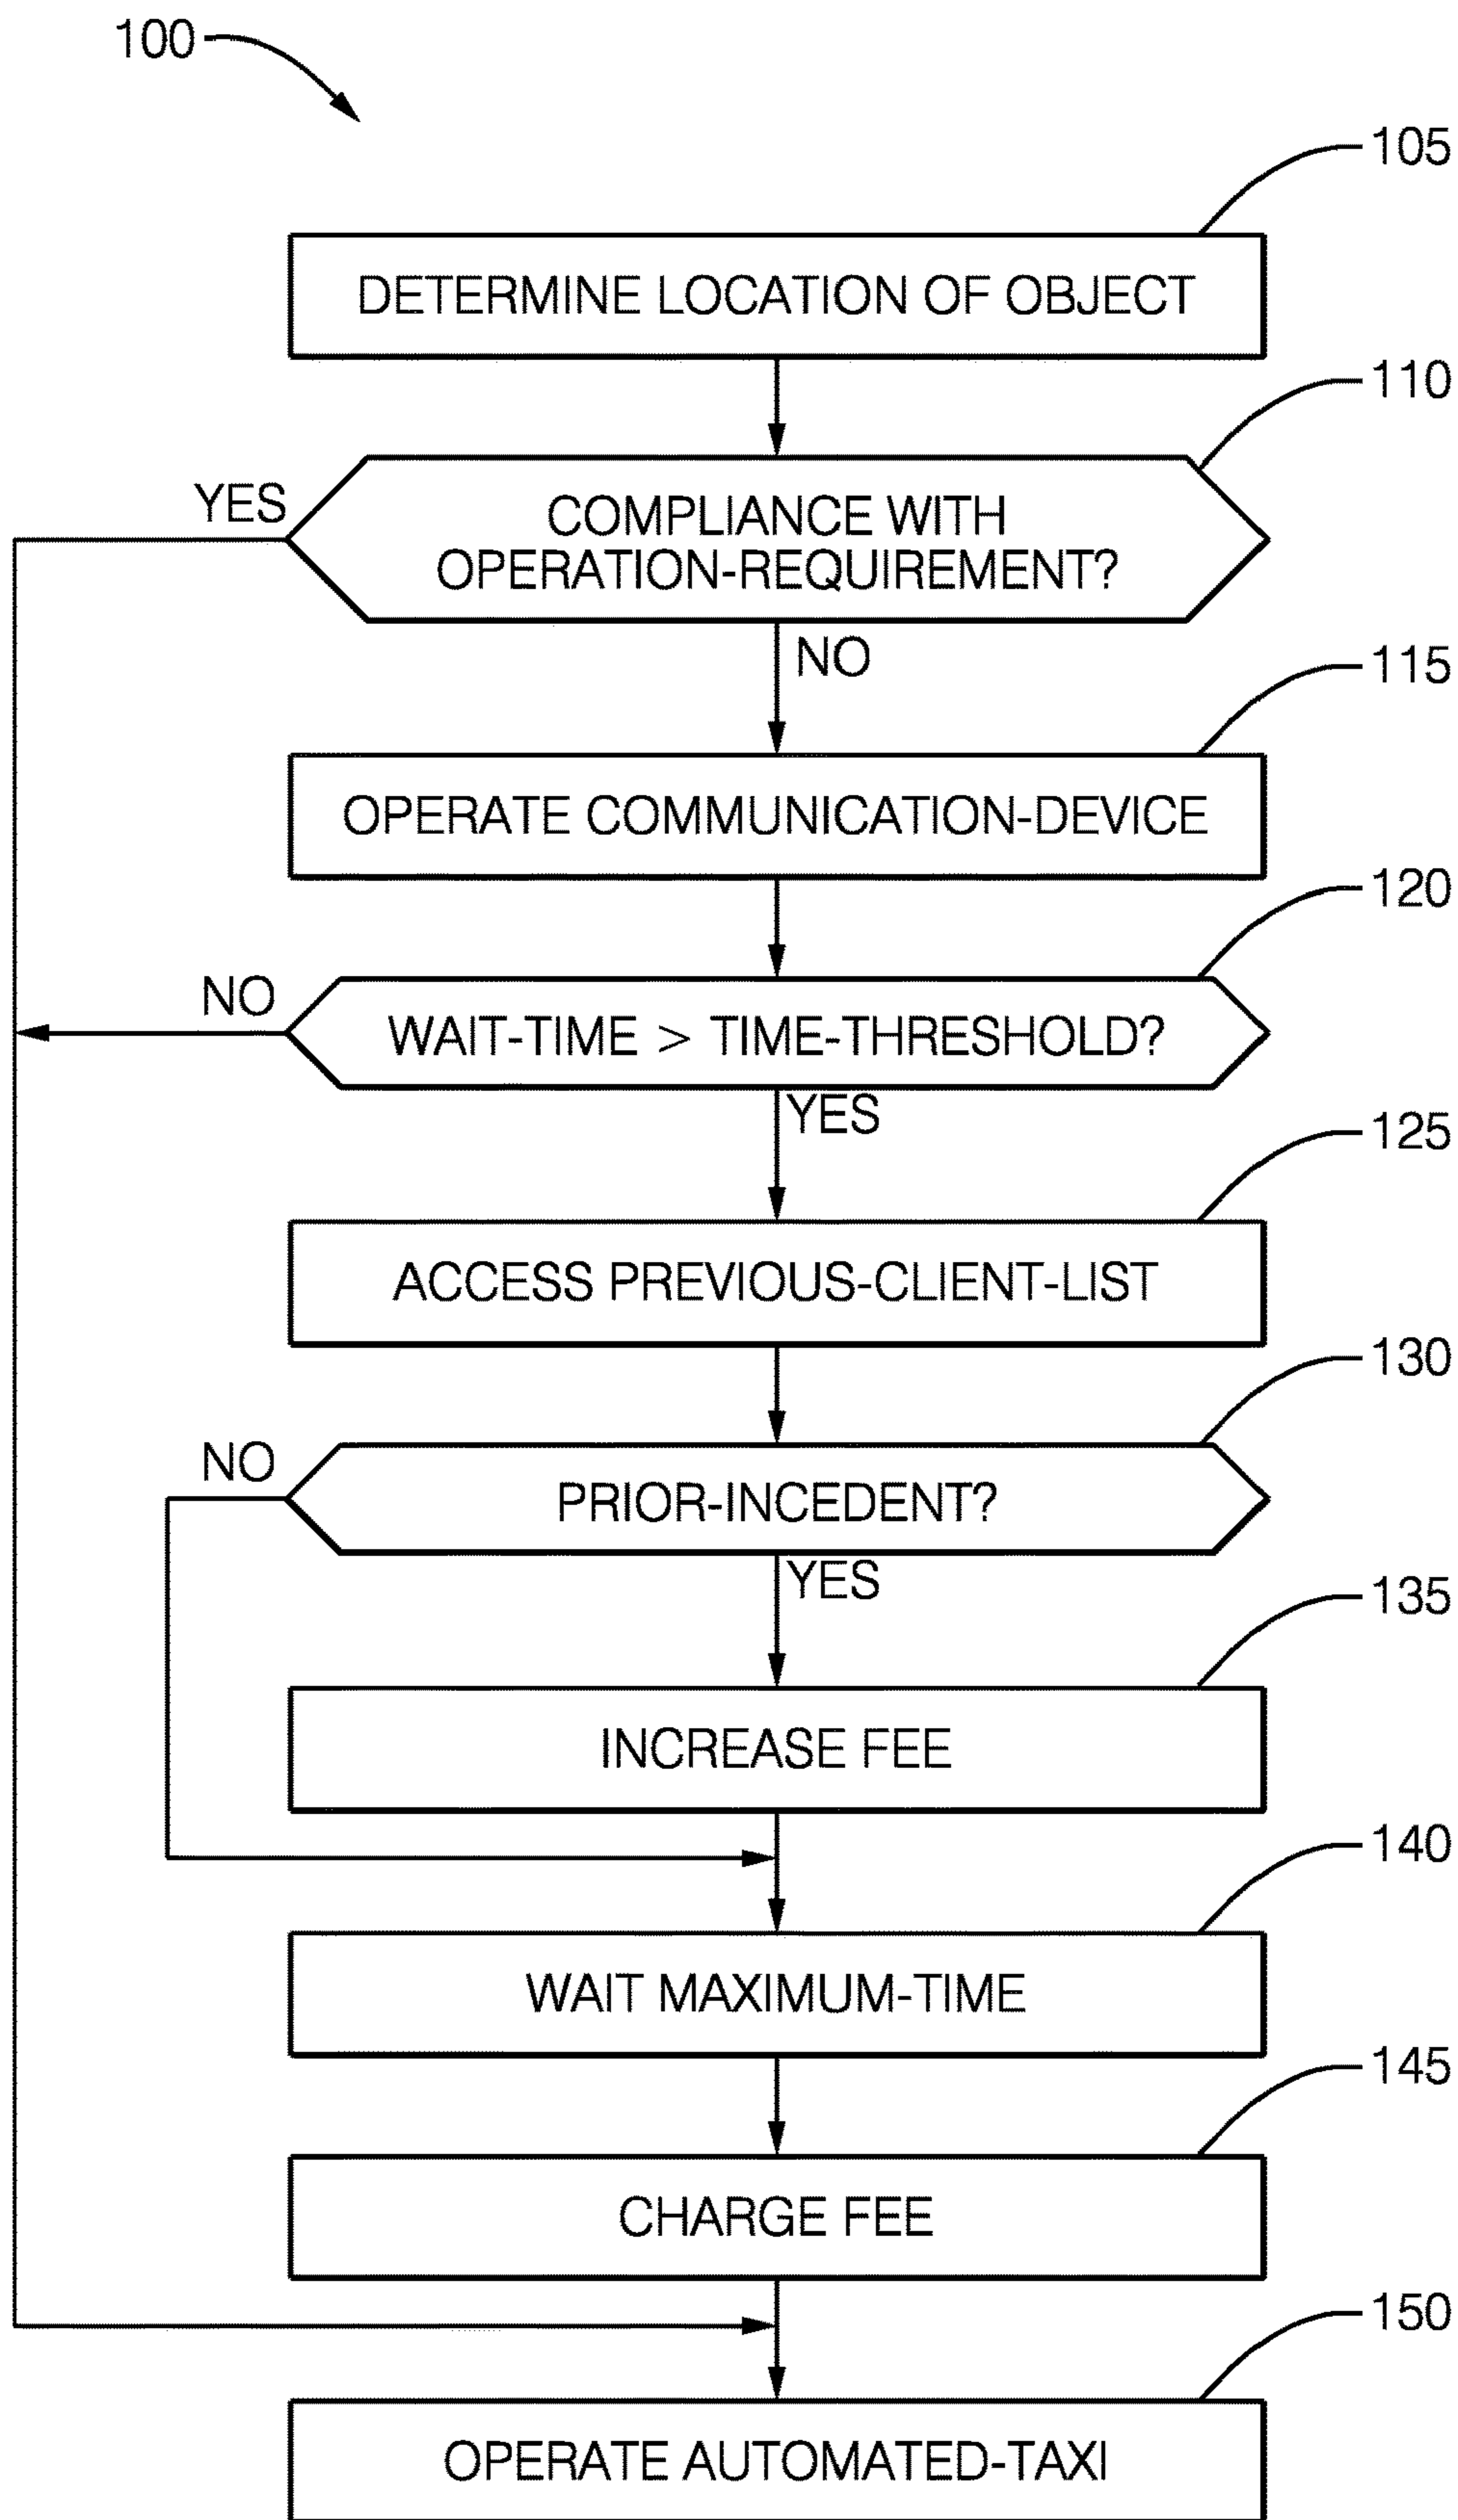 100
105
DETERMINE LOCATION OF OBJECT
110
YES
COMPLIANCE WITH
OPERATION-REQUIREMENT?
NO
115
OPERATE COMMUNICATION-DEVICE
120
NO
WAIT-TIME > TIME-THRESHOLD?
YES
125
ACCESS PREVIOUS-CLIENT-LIST
130
NO
PRIOR-INCEDENT?
YES
135
INCREASE FEE
140
WAIT MAXIMUM-TIME
145
CHARGE FEE
150
OPERATE AUTOMATED-TAXI